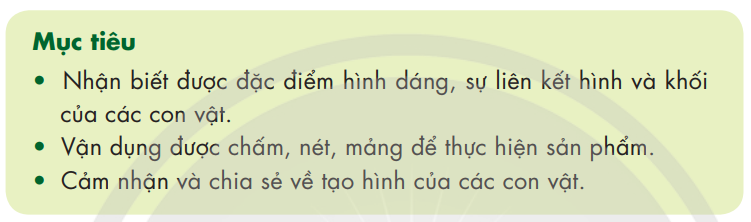 Mục tiêu
• Nhận biết được đặc điểm hình dáng, sự liên kết hình và khối
của các con vật.
• Vận dụng được chấm, nét, mảng để thực hiện sản phẩm.
• Cảm nhận và chia sẻ về tạo hình của các con vật.